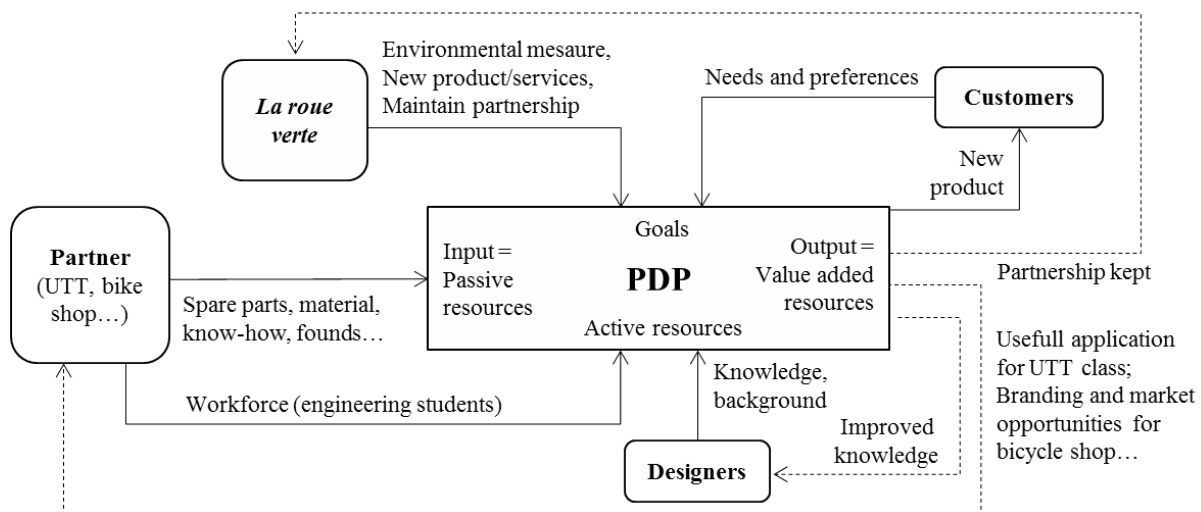 La roue
verte
Environmental mesaure,
New product/services,
Maintain partnership
Needs and preferences
Customers
New
product
Partner
(UTT, bike
shop…)
Spare parts, material,
know-how, founds…
Workforce (engineering students)
Goals
Input =
Passive
resources
PDP
Output =
Value added
resources
Active resources
Partnership kept
Knowledge,
background
Designers
Improved
knowledge
Usefull application
for UTT class;
Branding and market
opportunities for
bicycle shop…